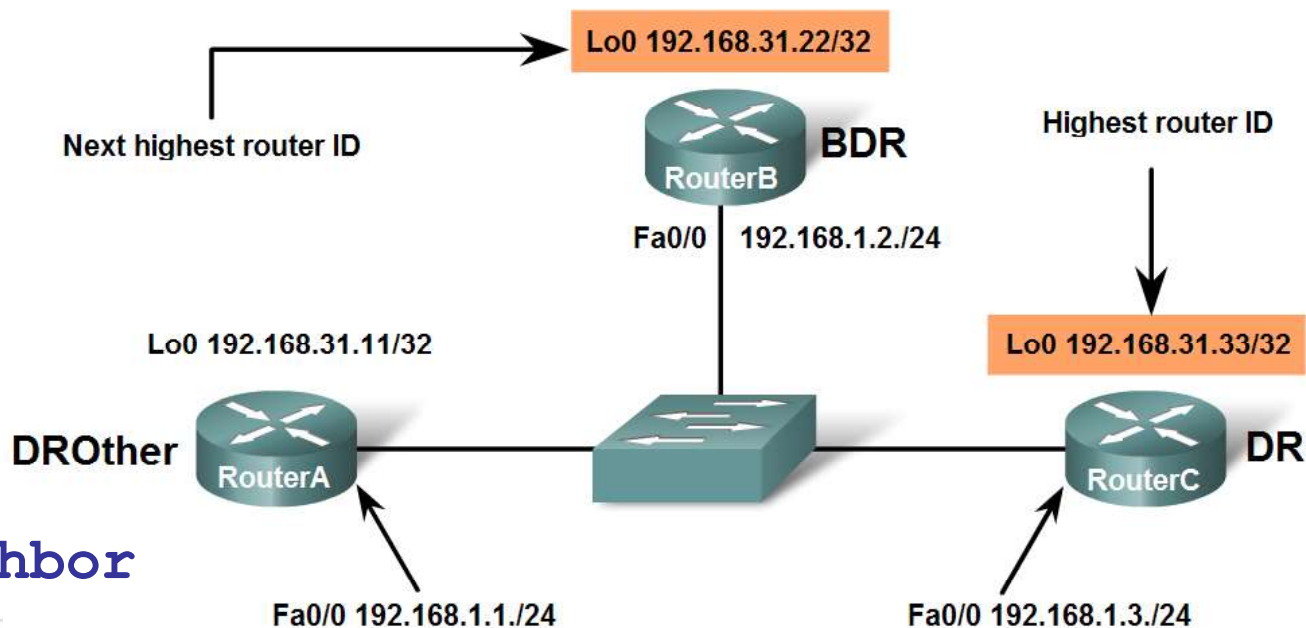 Lo0 192.168.31.22/32
Next highest router ID
BDR
Highest router ID
RouterB
Fa0/0 192.168.1.2./24
Lo0 192.168.31.11/32
Lo0 192.168.31.33/32
DROther
RouterA
RouterC
DR
hbor
Fa0/0 192.168.1.1./24
Fa0/0 192.168.1.3./24